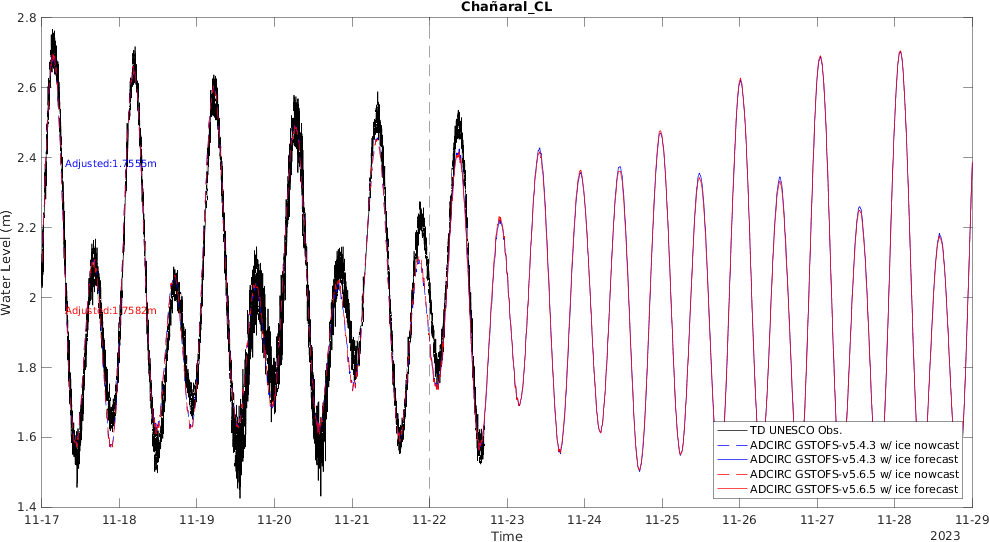 Chañaral_CL
2.8
2.6
2.4
2.2
2
1.8
1.6
1.4
Water Level (m)
Adjusted:1.7555m
Adjusted:1.7582m
TD UNESCO Obs.
ADCIRC GSTOFS-v5.4.3 w/ ice nowcast
ADCIRC GSTOFS-v5.4.3 w/ ice forecast
ADCIRC GSTOFS-v5.6.5 w/ ice nowcast
ADCIRC GSTOFS-v5.6.5 w/ ice forecast
11-17 11-18 11-19 11-20 11-21 11-22 11-23 11-24 11-25 11-26 11-27 11-28 11-29
Time
2023